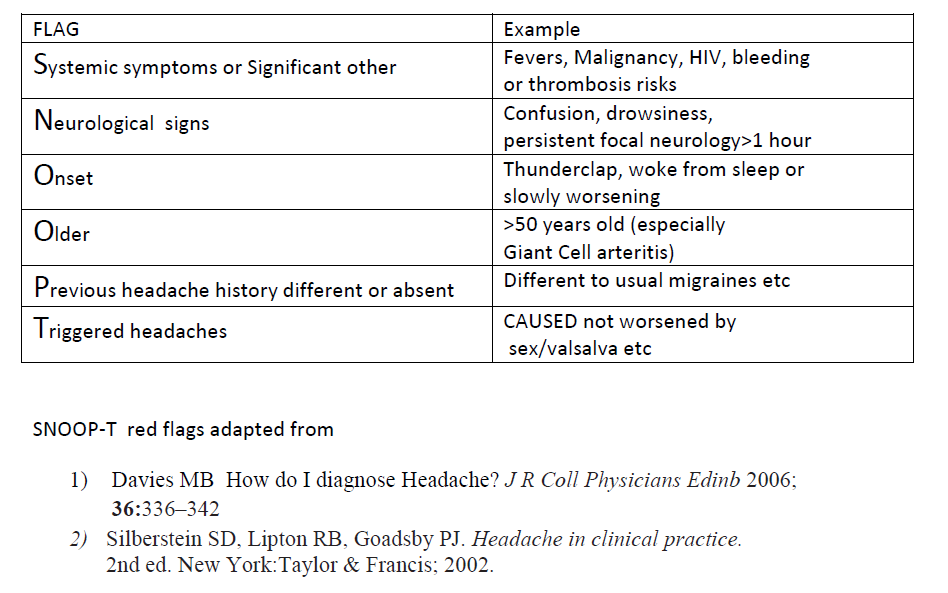 FLAG
Example
Systemic symptoms or Significant other
Fevers, Malignancy, HIV, bleeding
or thrombosis risks
Neurological signs
Confusion, drowsiness,
persistent focal neurology>1 hour
Onset
Thunderclap, woke from sleep or
slowly worsening
Older
>50 years old (especially
Giant Cell arteritis)
Previous headache history different or absent
Different to usual migraines etc
Triggered headaches
CAUSED not worsened by
sex/valsalva etc
SNOOP-T red flags adapted from
1) Davies MB How do I diagnose Headache? J R Coll Physicians Edinb 2006;
36:336–342
2) Silberstein SD, Lipton RB, Goadsby PJ. Headache in clinical practice.
2nd ed. New York:Taylor & Francis; 2002.